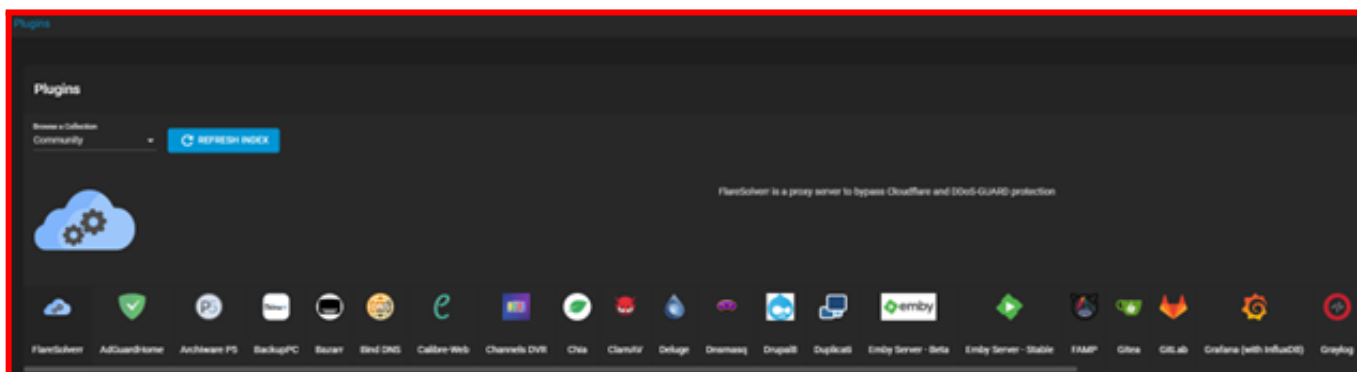 Plugins
Plugins
Browse a Collection
Community
REFRESH INDEX
FlareSolverr is a proxy server to bypass Cloudflare and DDoS-GUARD protection
P5
emby
FlareSolverr AdGuardHome Archiware P5 BackupPC Bazarr Bind DNS Calibre-Web Channels DVR Chia ClamAV Deluge Dnsmasq Drupal8 Duplicati Emby Server - Beta Emby Server - Stable FAMP Gitea GitLab Grafana (with InfluxDB) Graylog